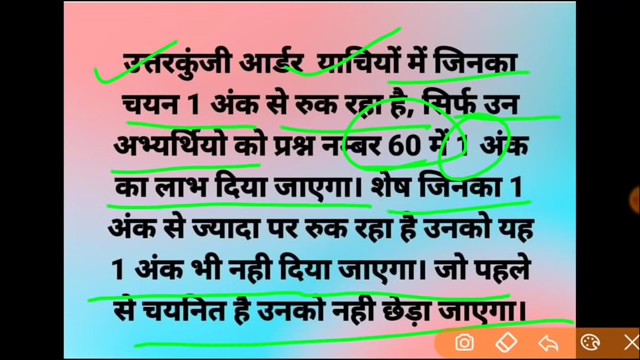 उत्तरकुंजी आर्डर याचियों में जिनका
चयन 1 अंक से रुक रहा है, सिर्फ उन
अभ्यर्थियो को प्रश्न नम्बर 60 में 1 अंक
का लाभ दिया जाएगा। शेष जिनका 1
अंक से ज्यादा पर रुक रहा है उनको यह
1 अंक भी नही दिया जाएगा। जो पहले
से चयनित है उनको नही छेड़ा जाएगा।